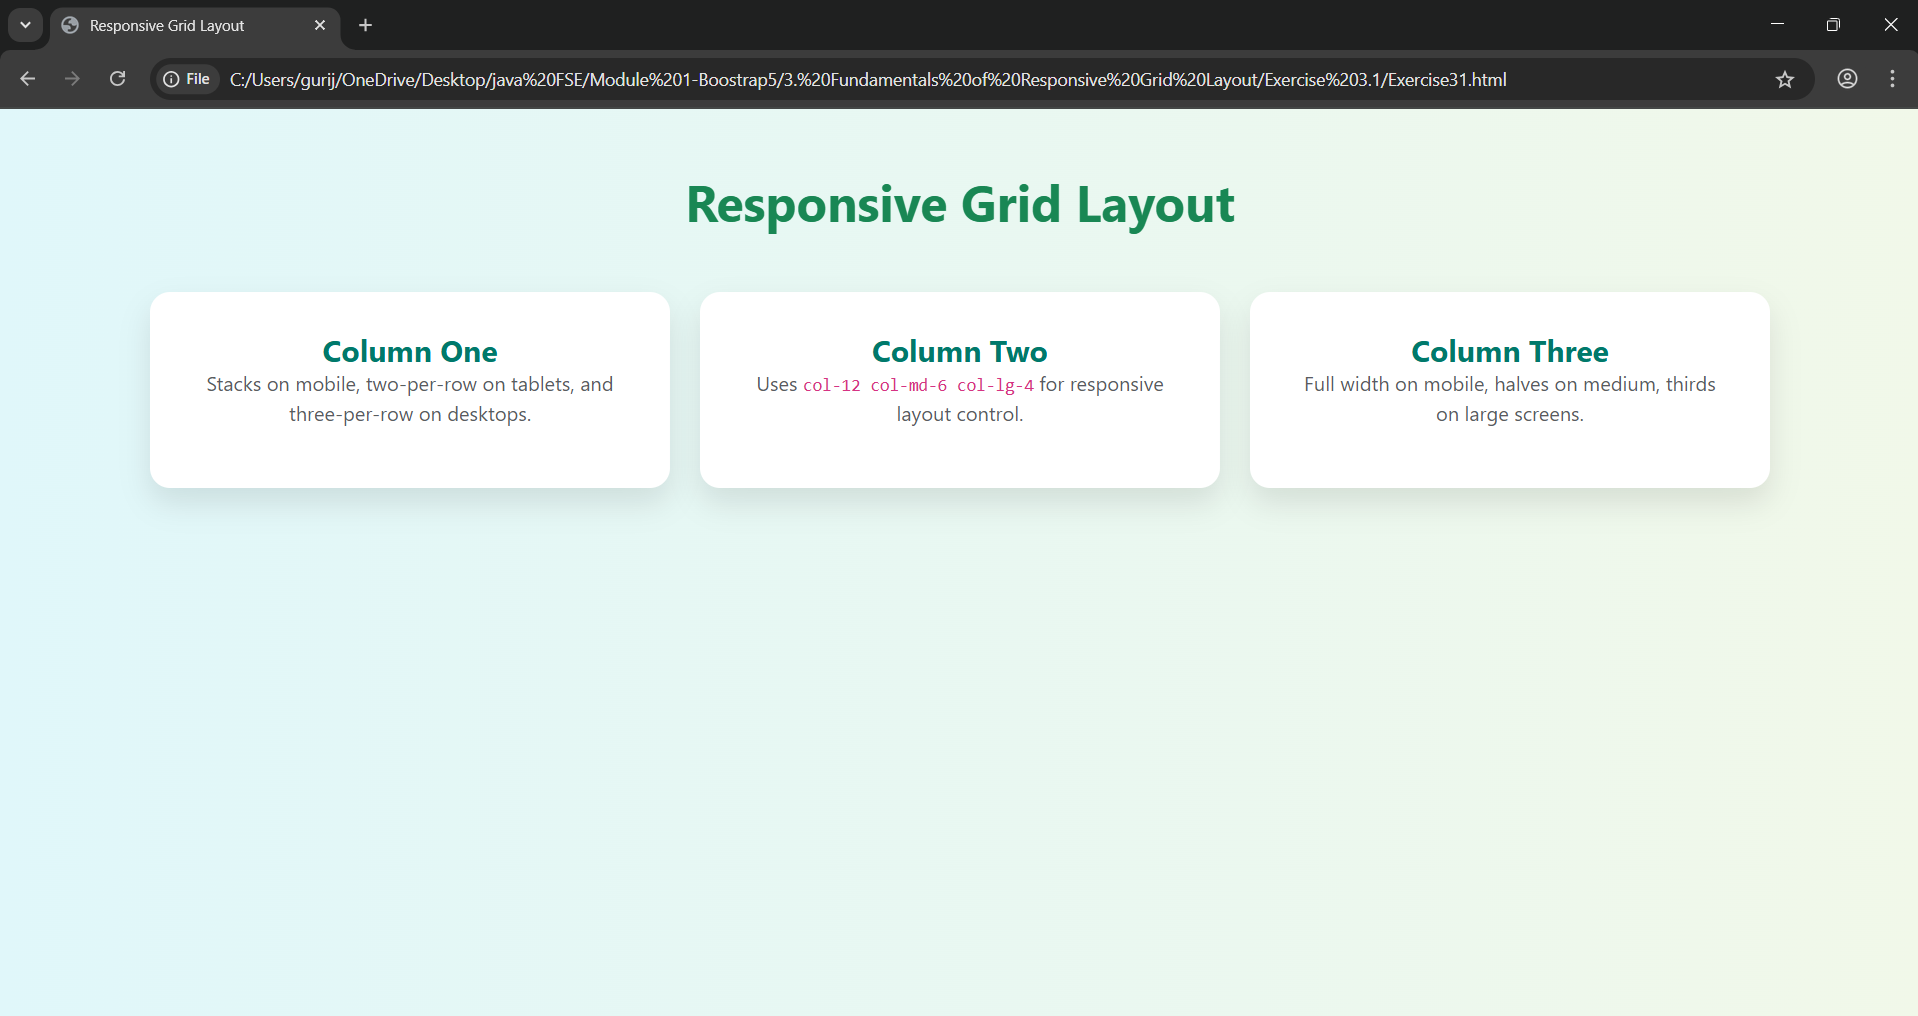 Responsive Grid Layout
File
C:/Users/gurij/OneDrive/Desktop/java%20FSE/Module%201-Boostrap5/3.%20Fundamentals%20of%20Responsive%20Grid%20Layout/Exercise%203.1/Exercise31.html
Responsive Grid Layout
Column One
Stacks on mobile, two-per-row on tablets, and
three-per-row on desktops.
Column Two
Uses col-12 col-md-6 col-lg-4 for responsive
layout control.
Column Three
Full width on mobile, halves on medium, thirds
on large screens.